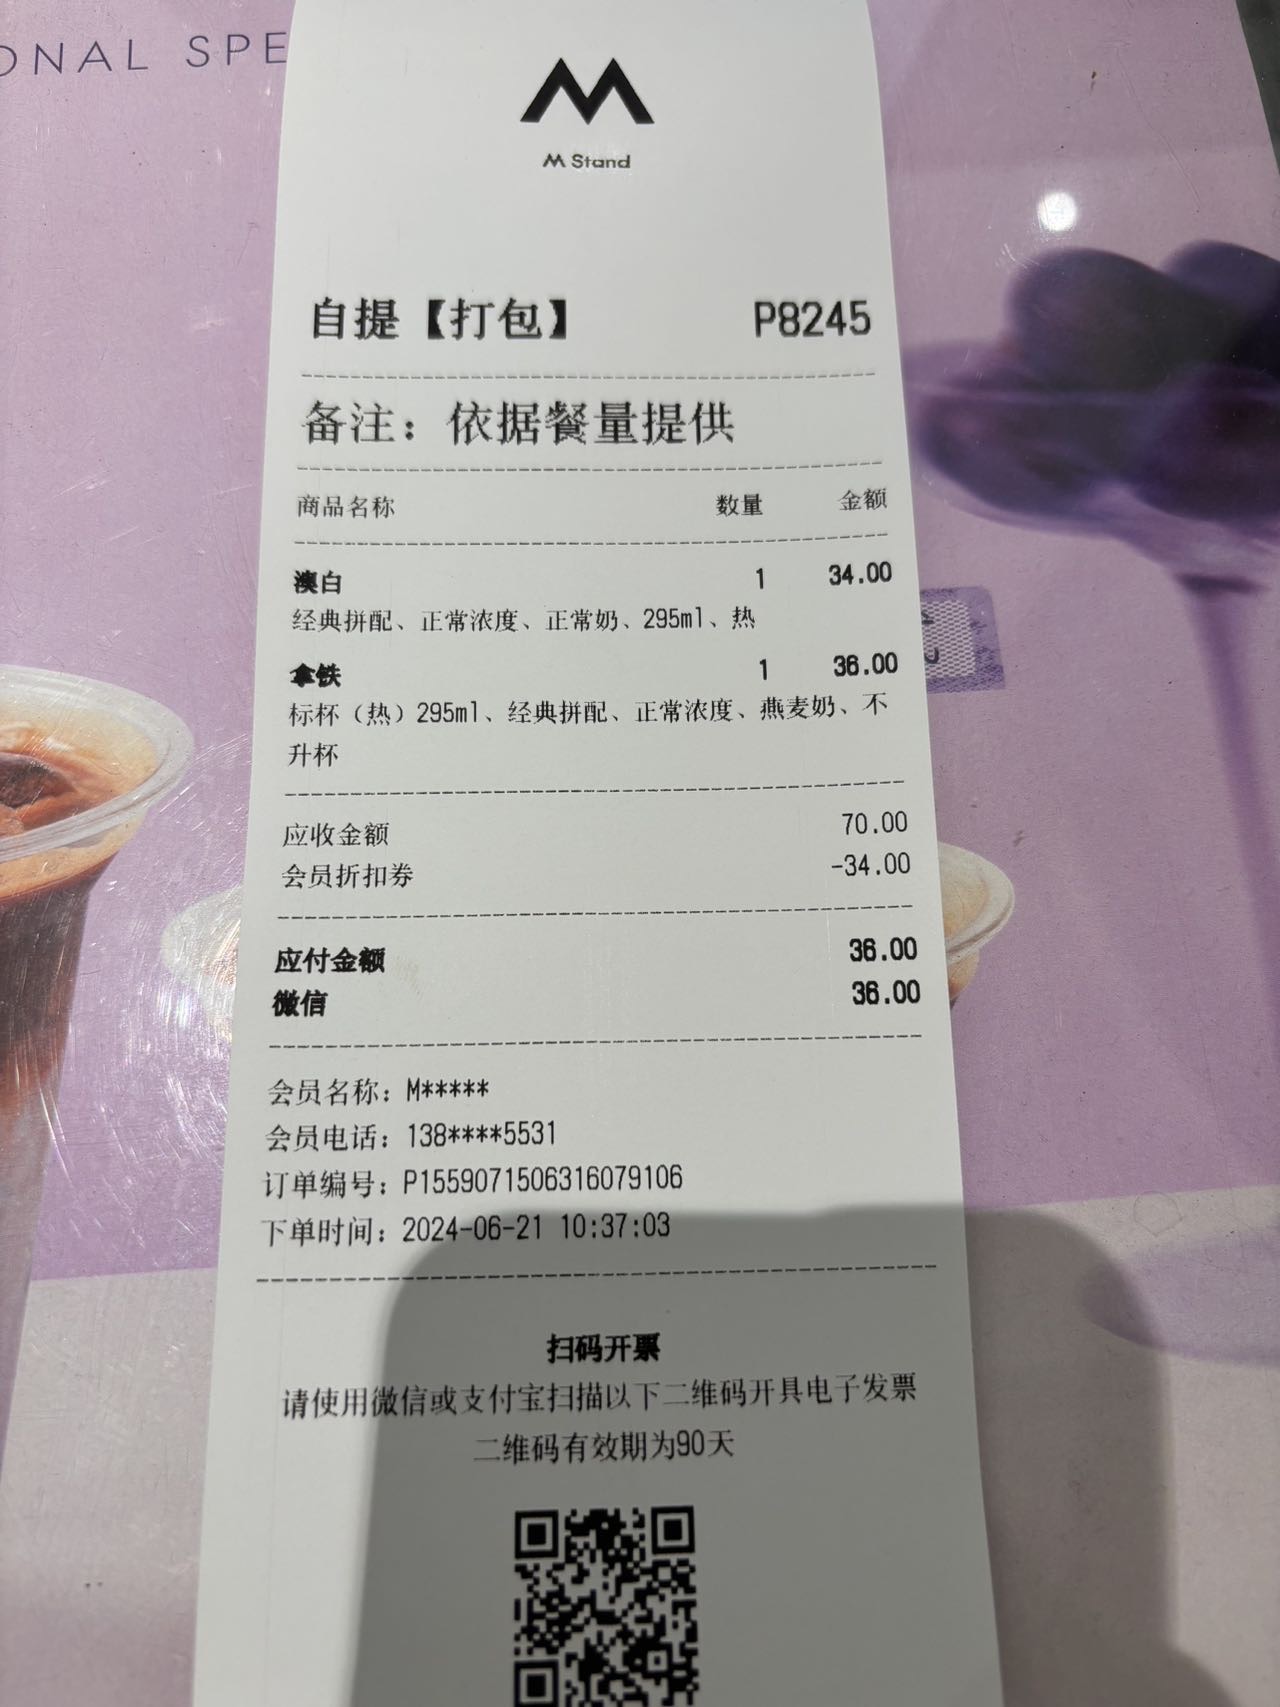 ONAL SPE
M Stand
自提【打包】 P8245
备注：依据餐量提供
商品名称 数量 金额
澳白 1 34.00
经典拼配、正常浓度、正常奶、295ml、热
拿铁 1 36.00
标杯（热）295ml、经典拼配、正常浓度、燕麦奶、不
升杯
应收金额 70.00
会员折扣券 -34.00
应付金额 36.00
微信 36.00
会员名称：M*****
会员电话：138****5531
订单编号：P1559071506316079106
下单时间：2024-06-21 10:37:03
扫码开票
请使用微信或支付宝扫描以下二维码开具电子发票
二维码有效期为90天